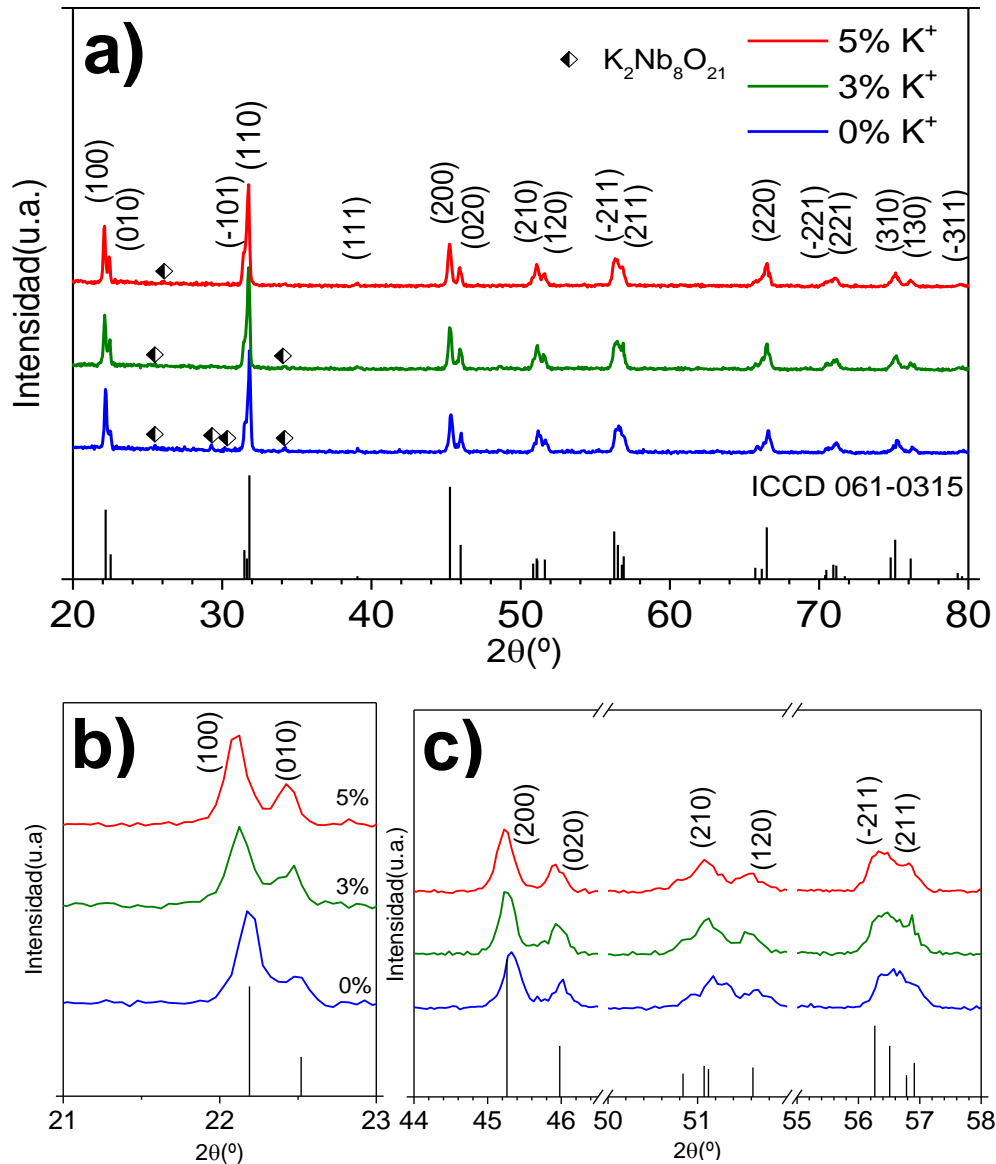 a)
K₂Nb₈O₂₁
5% K⁺
3% K⁺
0% K⁺
(100)
(010)
(-101)
(110)
(111)
(200)
(020)
(210)
(120)
(-211)
(211)
(220)
(-221)
(221)
(310)
(130)
(-311)
Intensidad(u.a.)
ICCD 061-0315
20 30 40 50 60 70 80
2θ(º)
b)
(100)
(010)
5%
3%
0%
Intensidad(u.a)
21 22 23
2θ(º)
c)
(200)
(020)
(210)
(120)
(-211)
(211)
Intensidad(u.a)
44 45 46 50 51 55 56 57 58
2θ(º) 2θ(º)